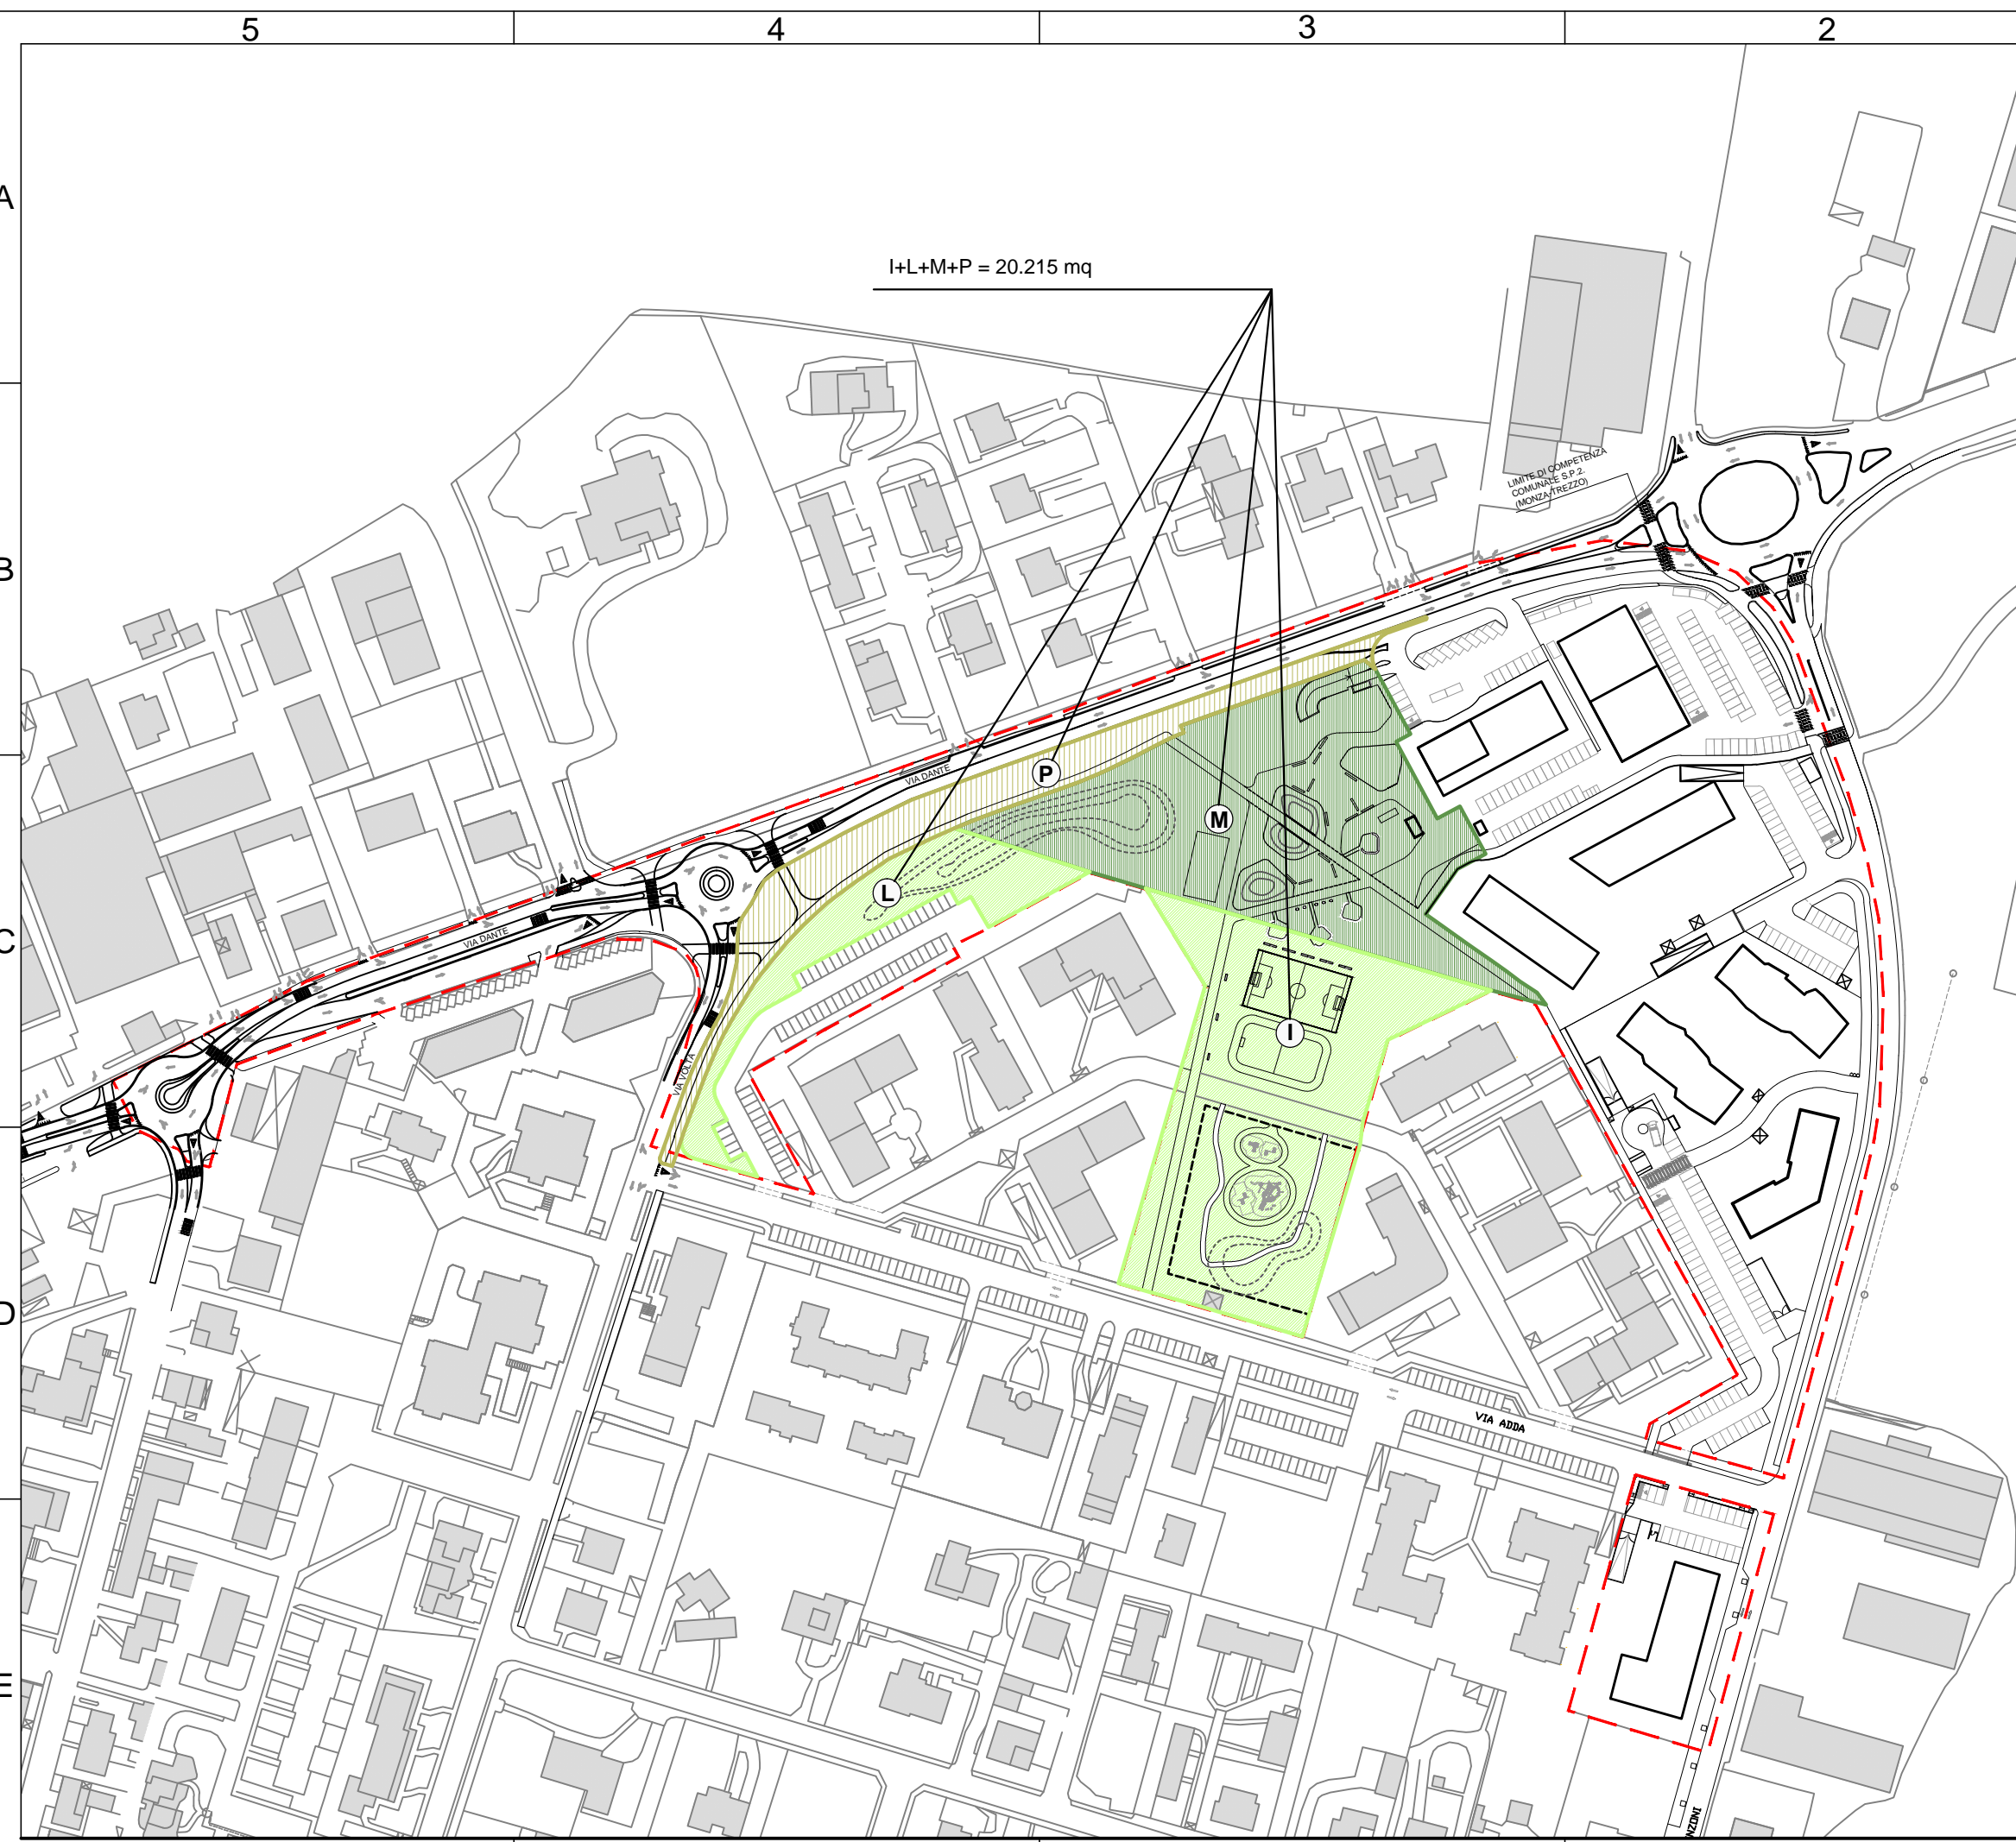 5
4
3
2
A
I+L+M+P = 20.215 mq
LIMITE DI COMPETENZA
COMUNALE S.P.2.
(MONZA-TREZZO)
B
VIA DANTE
P
M
L
C
VIA DANTE
I
VIA VOLTA
D
VIA ADDA
E